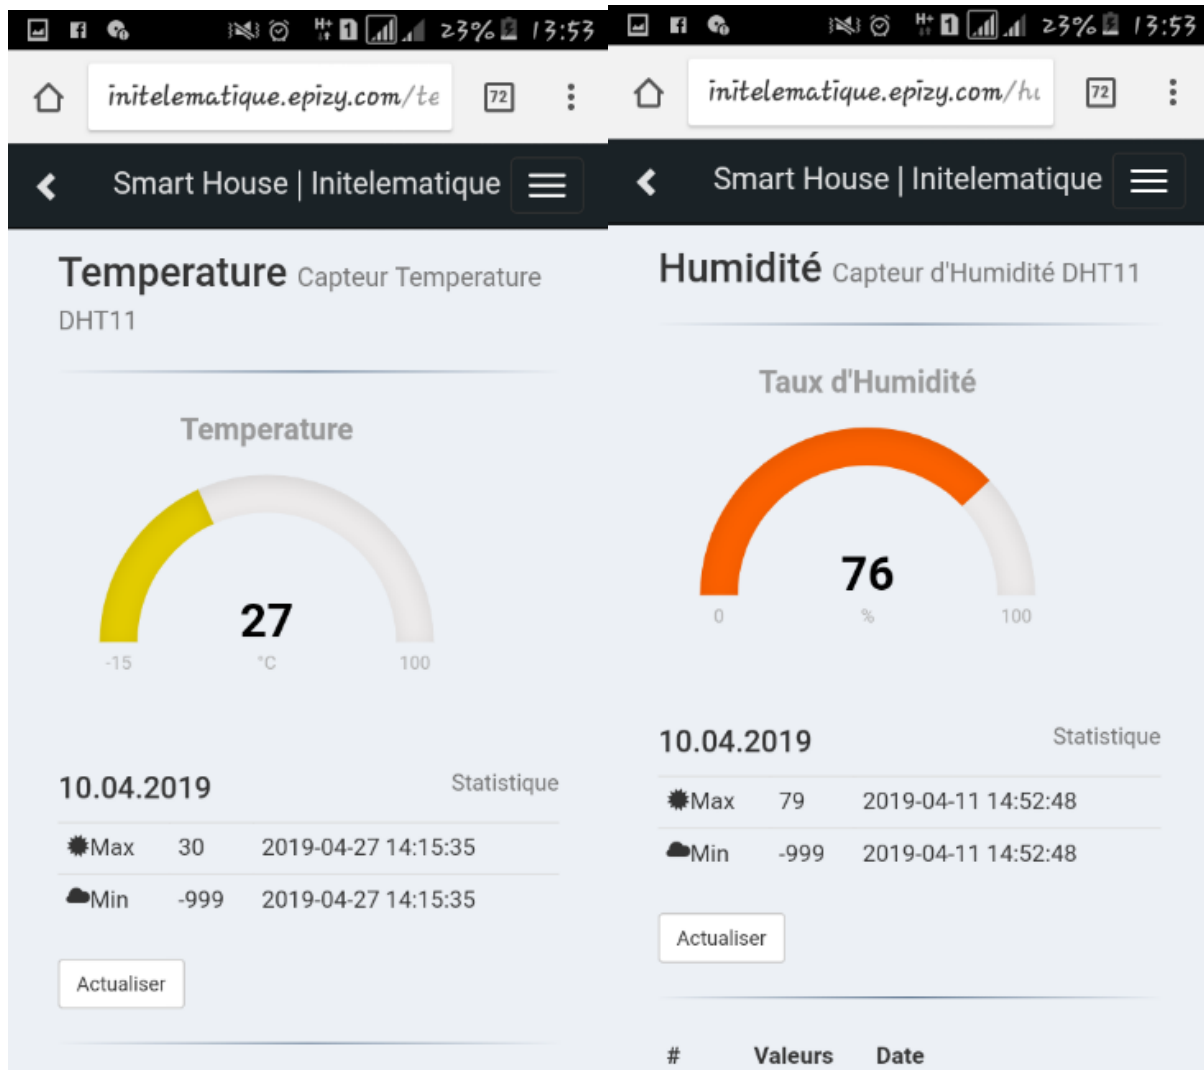 23% 13:53
initelematique.epizy.com/te
72
Smart House | Initelematique
Temperature Capteur Temperature
DHT11
Temperature
27
-15 °C 100
10.04.2019 Statistique
Max 30 2019-04-27 14:15:35
Min -999 2019-04-27 14:15:35
Actualiser
H+ 1 23% 13:53
initelematique.epizy.com/hu
72
Smart House | Initelematique
Humidité Capteur d'Humidité DHT11
Taux d'Humidité
76
0 % 100
10.04.2019 Statistique
Max 79 2019-04-11 14:52:48
Min -999 2019-04-11 14:52:48
Actualiser
# Valeurs Date